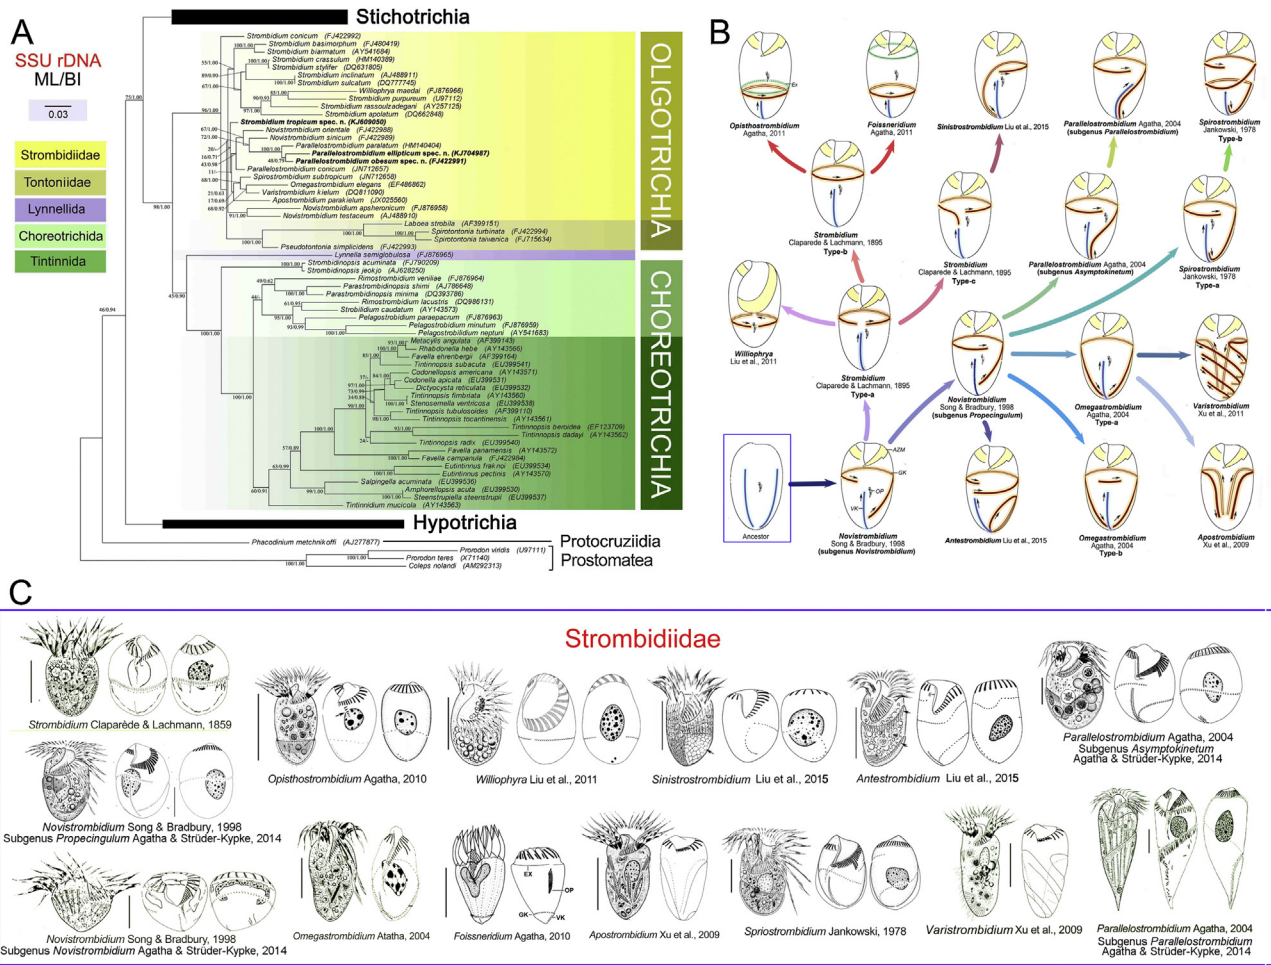 A
Stichotrichia
SSU rDNA
ML/BI
0.03
Strombidiidae
Tontoniidae
Lynnellida
Choreotrichida
Tintinnida
Strombidium conicum (FJ422992)
Strombidium basimorphum (FJ480419)
Strombidium biarmatum (AY541684)
Strombidium crassulum (HM140389)
Strombidium stylifer (DQ631805)
Strombidium inclinatum (AJ488911)
Strombidium sulcatum (DQ777745)
Williophrya maedai (FJ876966)
Strombidium purpureum (U97112)
Strombidium rassoulzadegani (AY257125)
Strombidium apolatum (DQ662848)
Strombidium tropicum spec. n. (KJ609050)
Novistrombidium orientale (FJ422988)
Novistrombidium sinicum (FJ422989)
Parallelostrombidium paralatum (HM140404)
Parallelostrombidium ellipticum spec. n. (KJ704987)
Parallelostrombidium obesum spec. n. (FJ422991)
Parallelostrombidium conicum (JN712657)
Spirostrombidium subtropicum (JN712658)
Omegastrombidium elegans (EF486862)
Varistrombidium kielum (DQ811090)
Apostrombidium parakielum (JX025560)
Novistrombidium apsheronicum (FJ876958)
Novistrombidium testaceum (AJ488910)
Laboea strobila (AF399151)
Spirotontonia turbinata (FJ422994)
Spirotontonia taiwanica (FJ715634)
Pseudotontonia simplicidens (FJ422993)
Lynnella semiglobulosa (FJ876965)
Strombidinopsis acuminata (FJ790209)
Strombidinopsis jeokjo (AJ628250)
Rimostrombidium veniliae (FJ876964)
Parastrombidinopsis shimi (AJ786648)
Parastrombidinopsis minima (DQ393786)
Rimostrombidium lacustris (DQ986131)
Strobilidium caudatum (AY143573)
Pelagostrobidium paraepacrum (FJ876963)
Pelagostrobidium minutum (FJ876959)
Pelagostrobilidium neptuni (AY541683)
Metacylis angulata (AF399143)
Rhabdonella hebe (AY143566)
Favella ehrenbergii (AF399164)
Tintinnopsis subacuta (EU399541)
Codonellopsis americana (AY143571)
Codonella apicata (EU399531)
Dictyocysta reticulata (EU399532)
Tintinnopsis fimbriata (AY143560)
Stenosemella ventricosa (EU399538)
Tintinnopsis tubulosoides (AF399110)
Tintinnopsis tocantinensis (AY143561)
Tintinnopsis beroidea (EF123709)
Tintinnopsis dadayi (AY143562)
Tintinnopsis radix (EU399540)
Favella panamensis (AY143572)
Favella campanula (FJ422984)
Eutintinnus fraknoi (EU399534)
Eutintinnus pectinis (AY143570)
Salpingella acuminata (EU399536)
Amphorellopsis acuta (EU399530)
Steenstrupiella steenstrupii (EU399537)
Tintinnidium mucicola (AY143563)
OLIGOTRICHIA
CHOREOTRICHIA
Hypotrichia
Phacodinium metchnikoffi (AJ277877)
Protocruziidia
Prorodon viridis (U97111)
Prorodon teres (X71140)
Coleps nolandi (AM292313)
Prostomatea
B
Ex
Opisthostrombidium
Agatha, 2011
Foissneridium
Agatha, 2011
Sinistrostrombidium Liu et al., 2015
Parallelostrombidium Agatha, 2004
(subgenus Parallelostrombidium)
Spirostrombidium
Jankowski, 1978
Type-b
Strombidium
Claparede & Lachmann, 1895
Type-b
Strombidium
Claparede & Lachmann, 1895
Type-c
Parallelostrombidium Agatha, 2004
(subgenus Asymptokinetum)
Spirostrombidium
Jankowski, 1978
Type-a
Williophrya
Liu et al., 2011
Strombidium
Claparede & Lachmann, 1895
Type-a
Novistrombidium
Song & Bradbury, 1998
(subgenus Propecingulum)
Omegastrombidium
Agatha, 2004
Type-a
Varistrombidium
Xu et al., 2011
Ancestor
AZM
GK
OP
VK
Novistrombidium
Song & Bradbury, 1998
(subgenus Novistrombidium)
Antestrombidium Liu et al., 2015
Omegastrombidium
Agatha, 2004
Type-b
Apostrombidium
Xu et al., 2009
C
Strombidiidae
Strombidium Claparède & Lachmann, 1859
Opisthostrombidium Agatha, 2010
Williophyra Liu et al., 2011
Sinistrostrombidium Liu et al., 2015
Antestrombidium Liu et al., 2015
Parallelostrombidium Agatha, 2004
Subgenus Asymptokinetum
Agatha & Strüder-Kypke, 2014
Novistrombidium Song & Bradbury, 1998
Subgenus Propecingulum Agatha & Strüder-Kypke, 2014
Novistrombidium Song & Bradbury, 1998
Subgenus Novistrombidium Agatha & Strüder-Kypke, 2014
Omegastrombidium Atatha, 2004
EX
OP
GK
VK
Foissneridium Agatha, 2010
Apostrombidium Xu et al., 2009
Spriostrombidium Jankowski, 1978
Varistrombidium Xu et al., 2009
Parallelostrombidium Agatha, 2004
Subgenus Parallelostrombidium
Agatha & Strüder-Kypke, 2014